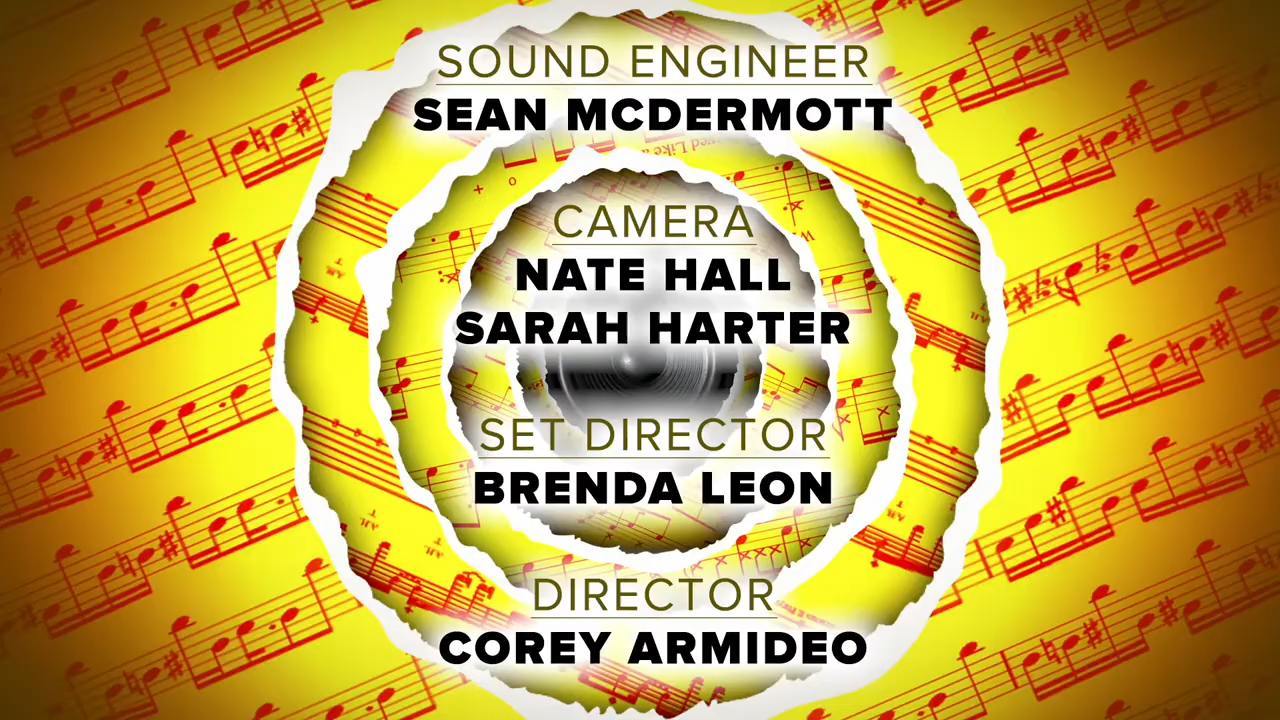 SOUND ENGINEER
SEAN MCDERMOTT
CAMERA
NATE HALL
SARAH HARTER
SET DIRECTOR
BRENDA LEON
DIRECTOR
COREY ARMIDEO